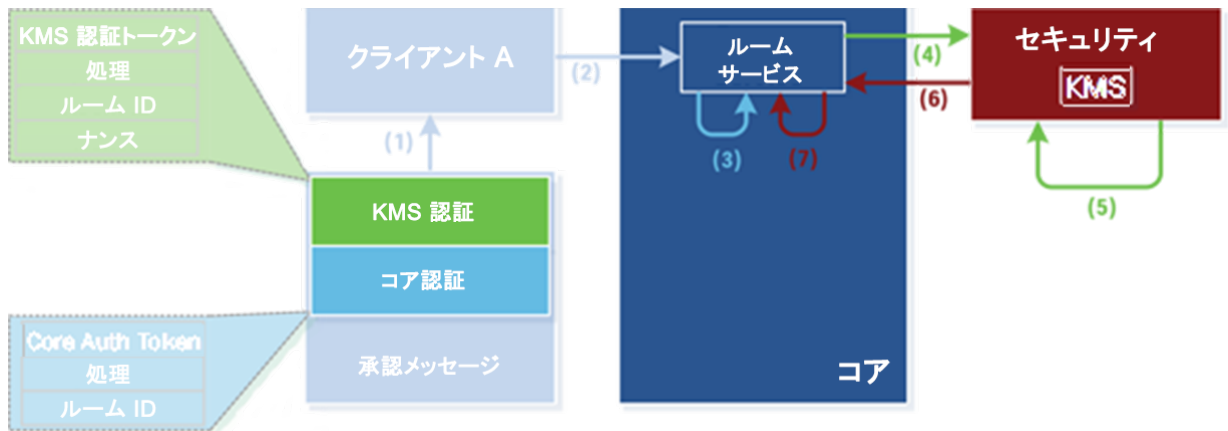 KMS 認証トークン
処理
ルーム ID
ナンス
クライアント A
(1)
(2)
KMS 認証
コア認証
承認メッセージ
Core Auth Token
処理
ルーム ID
ルーム
サービス
(3)
(7)
コア
(4)
(6)
セキュリティ
KMS
(5)